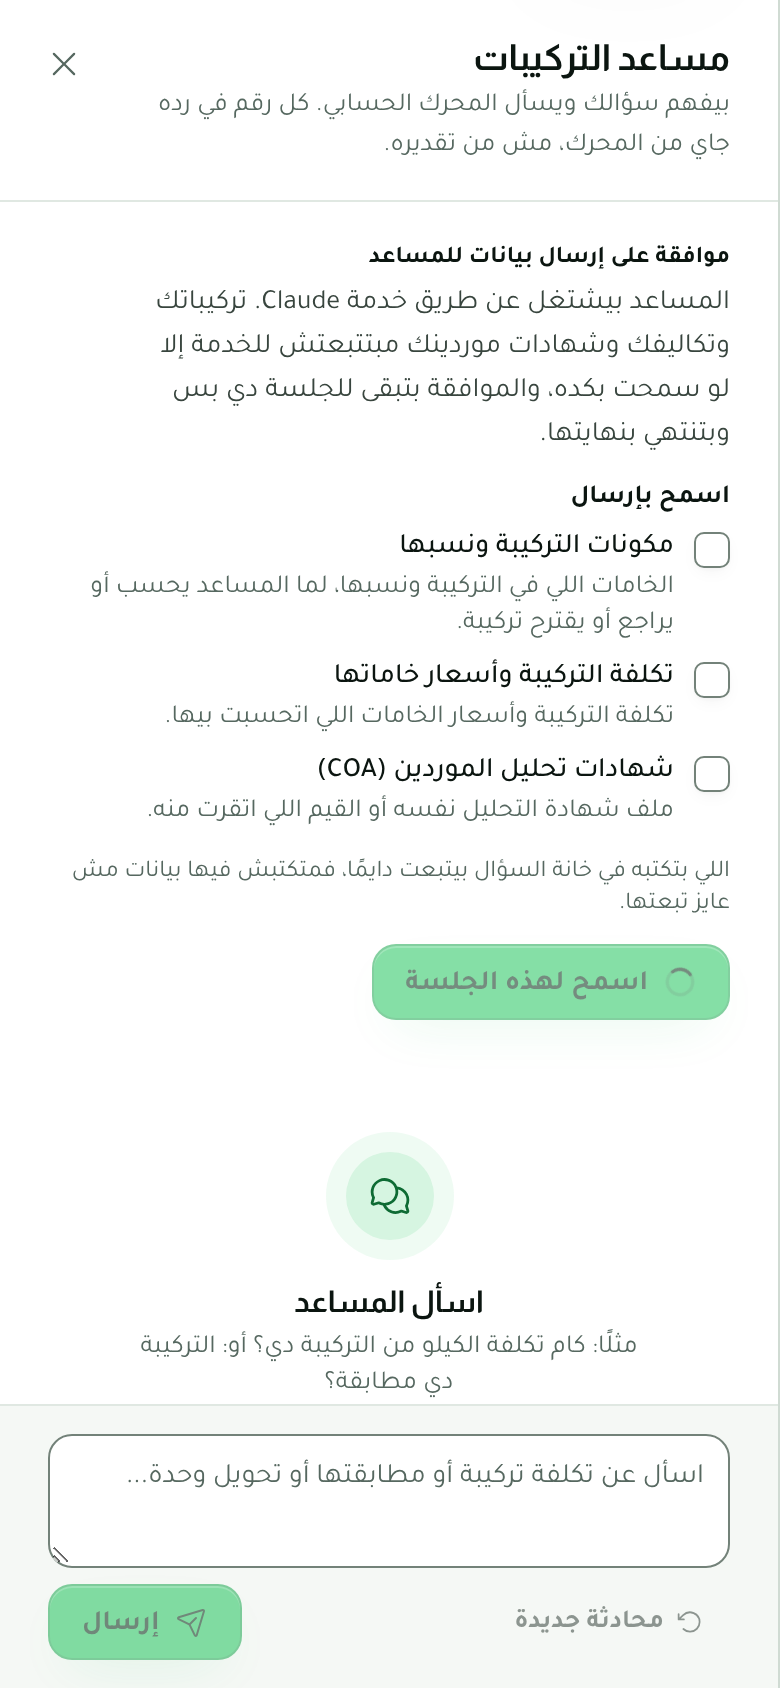 مساعد التركيبات
بيفهم سؤالك ويسأل المحرك الحسابي. كل رقم في رده
جاي من المحرك، مش من تقديره.
موافقة على إرسال بيانات للمساعد
المساعد بيشتغل عن طريق خدمة Claude. تركيباتك
وتكاليفك وشهادات موردينك مبتتبعتش للخدمة إلا
لو سمحت بكده، والموافقة بتبقى للجلسة دي بس
وبتنتهي بنهايتها.
اسمح بإرسال
مكونات التركيبة ونسبها
الخامات اللي في التركيبة ونسبها، لما المساعد يحسب أو
يراجع أو يقترح تركيبة.
تكلفة التركيبة وأسعار خاماتها
تكلفة التركيبة وأسعار الخامات اللي اتحسبت بيها.
شهادات تحليل الموردين (COA)
ملف شهادة التحليل نفسه أو القيم اللي اتقرت منه.
اللي بتكتبه في خانة السؤال بيتبعت دايمًا، فمتكتبش فيها بيانات مش
عايز تبعتها.
اسمح لهذه الجلسة
اسأل المساعد
مثلًا: كام تكلفة الكيلو من التركيبة دي؟ أو: التركيبة
دي مطابقة؟
اسأل عن تكلفة تركيبة أو مطابقتها أو تحويل وحدة...
محادثة جديدة
إرسال